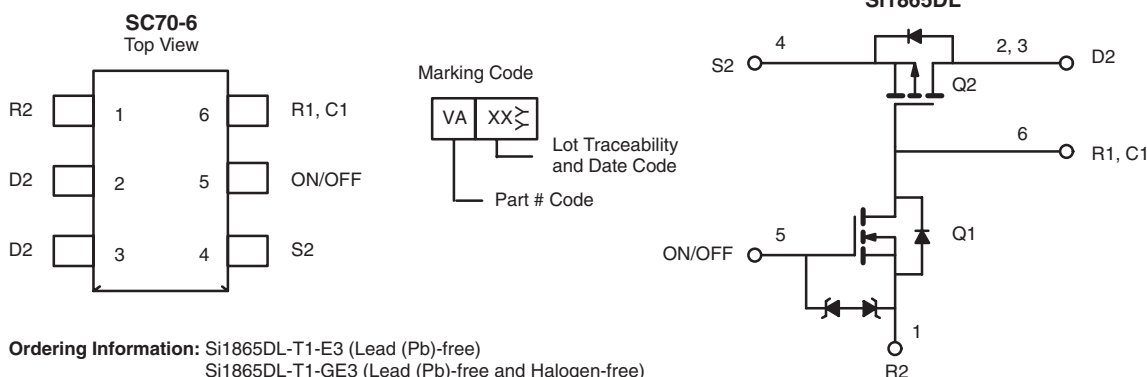 SC70-6
Top View
R2 1 6 R1, C1
D2 2 5 ON/OFF
D2 3 4 S2
Marking Code
VA XX YY
Lot Traceability
and Date Code
Part # Code
Si1865DL
4 2, 3
S2 D2
Q2
6
R1, C1
Q1
5
ON/OFF
1
R2
Ordering Information: Si1865DL-T1-E3 (Lead (Pb)-free)
Si1865DL-T1-GE3 (Lead (Pb)-free and Halogen-free)